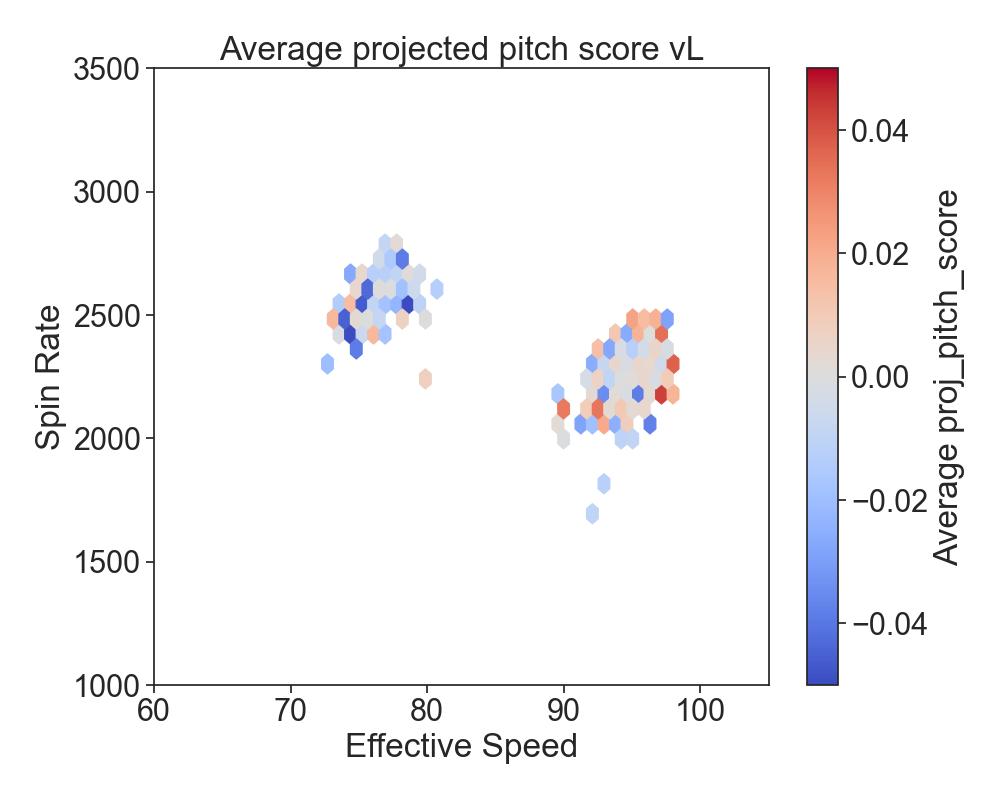 Average projected pitch score vL
3500
3000
2500
2000
1500
1000
60 70 80 90 100
Effective Speed
Spin Rate
0.04
0.02
0.00
−0.02
−0.04
Average proj_pitch_score